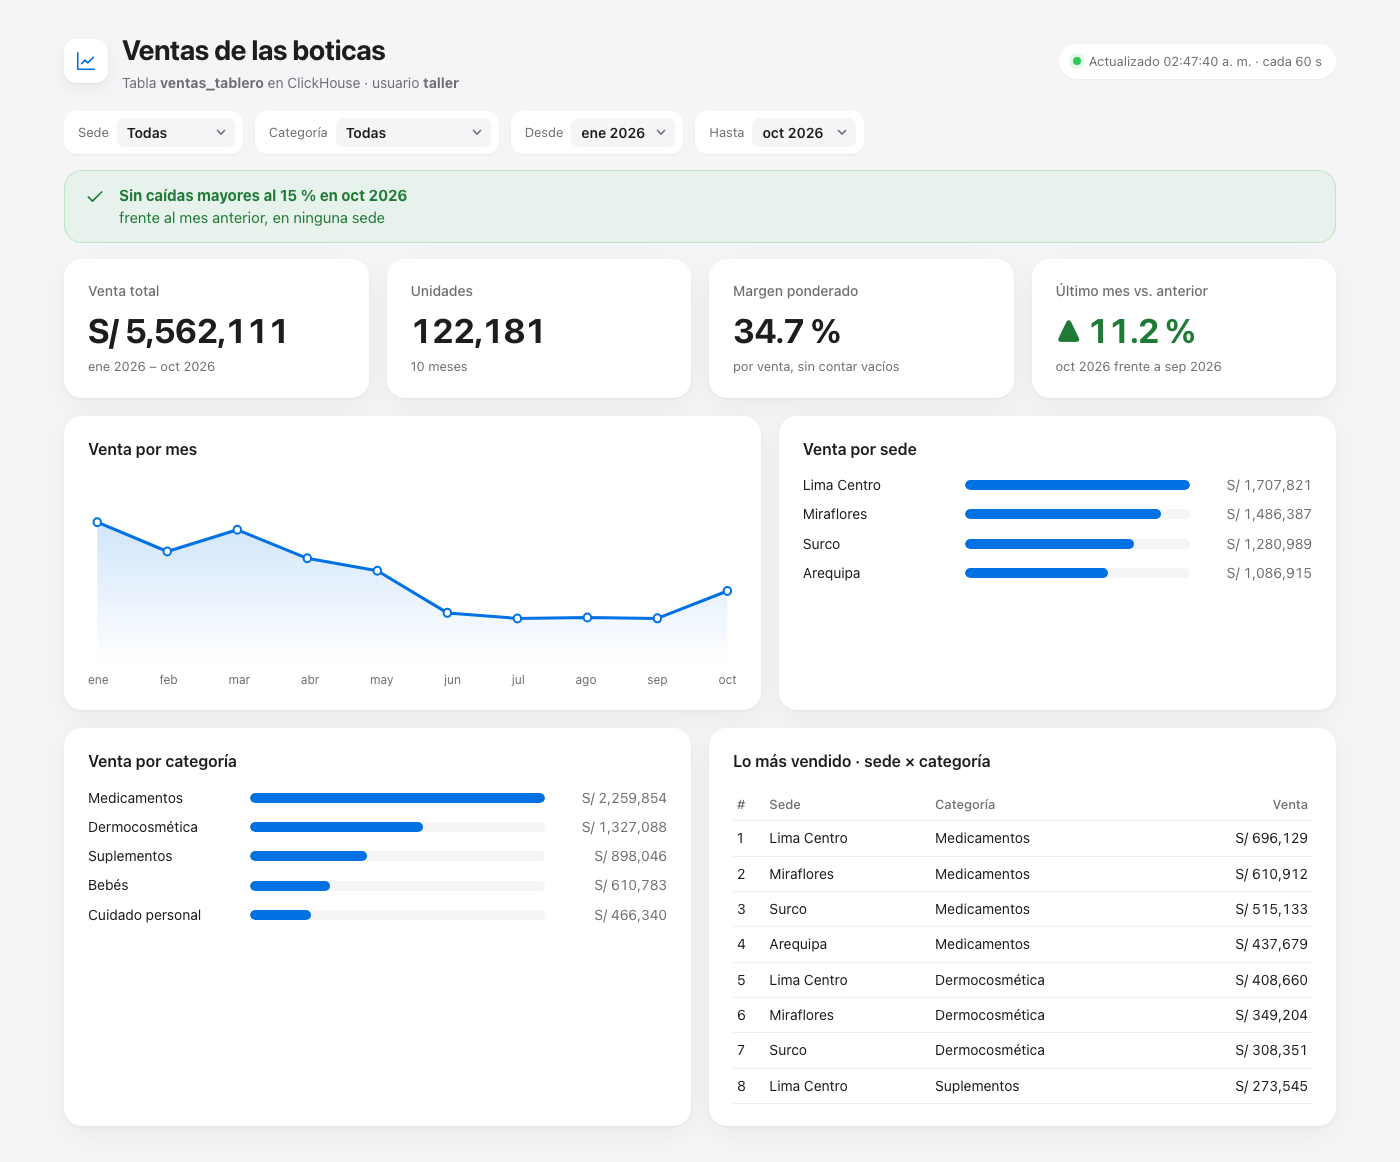 Ventas de las boticas
Tabla ventas_tablero en ClickHouse · usuario taller
Actualizado 02:47:40 a. m. · cada 60 s
Sede Todas Categoría Todas Desde ene 2026 Hasta oct 2026
Sin caídas mayores al 15 % en oct 2026
frente al mes anterior, en ninguna sede
Venta total
S/ 5,562,111
ene 2026 – oct 2026
Unidades
122,181
10 meses
Margen ponderado
34.7 %
por venta, sin contar vacíos
Último mes vs. anterior
▲ 11.2 %
oct 2026 frente a sep 2026
Venta por mes
ene feb mar abr may jun jul ago sep oct
Venta por sede
Lima Centro S/ 1,707,821
Miraflores S/ 1,486,387
Surco S/ 1,280,989
Arequipa S/ 1,086,915
Venta por categoría
Medicamentos S/ 2,259,854
Dermocosmética S/ 1,327,088
Suplementos S/ 898,046
Bebés S/ 610,783
Cuidado personal S/ 466,340
Lo más vendido · sede × categoría
# Sede Categoría Venta
1 Lima Centro Medicamentos S/ 696,129
2 Miraflores Medicamentos S/ 610,912
3 Surco Medicamentos S/ 515,133
4 Arequipa Medicamentos S/ 437,679
5 Lima Centro Dermocosmética S/ 408,660
6 Miraflores Dermocosmética S/ 349,204
7 Surco Dermocosmética S/ 308,351
8 Lima Centro Suplementos S/ 273,545